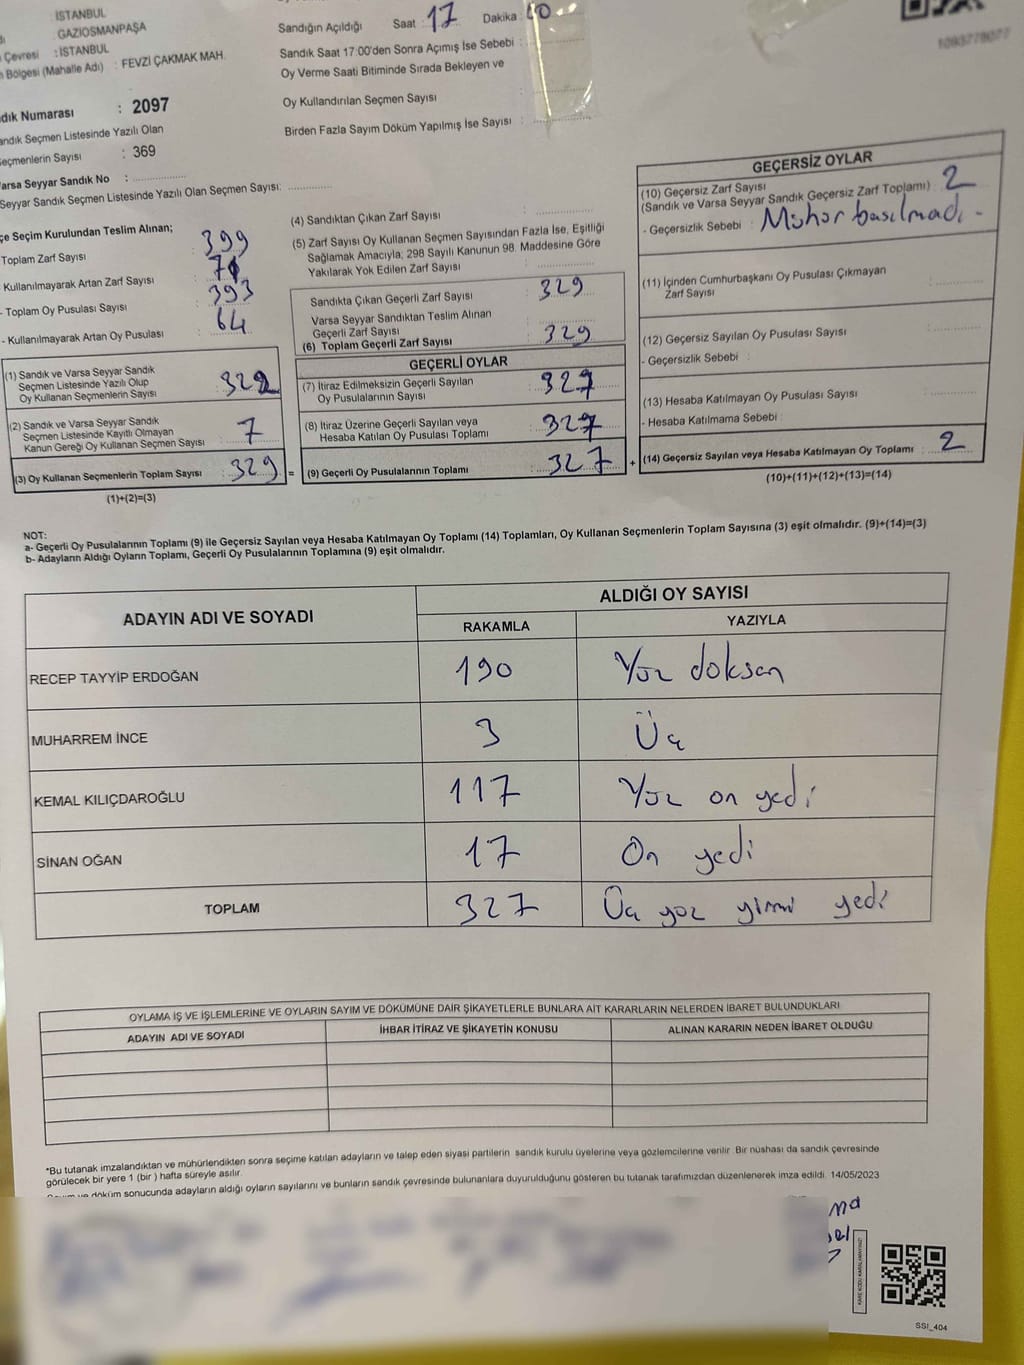 : İSTANBUL
: GAZİOSMANPAŞA
Çevresi : İSTANBUL
Bölgesi (Mahalle Adı) : FEVZİ ÇAKMAK MAH.
Numarası : 2097
Sandık Seçmen Listesinde Yazılı Olan
Seçmenlerin Sayısı : 369
Varsa Seyyar Sandık No :
Seyyar Sandık Seçmen Listesinde Yazılı Olan Seçmen Sayısı:
Seçim Kurulundan Teslim Alınan;
Toplam Zarf Sayısı 399
Kullanılmayarak Artan Zarf Sayısı
- Toplam Oy Pusulası Sayısı 393
- Kullanılmayarak Artan Oy Pusulası 64
(1) Sandık ve Varsa Seyyar Sandık
Seçmen Listesinde Yazılı Olup
Oy Kullanan Seçmenlerin Sayısı : 322
(2) Sandık ve Varsa Seyyar Sandık
Seçmen Listesinde Kayıtlı Olmayan
Kanun Gereği Oy Kullanan Seçmen Sayısı : 7
(3) Oy Kullanan Seçmenlerin Toplam Sayısı : 329
(1)+(2)=(3)
Sandığın Açıldığı Saat : 17 Dakika :
Sandık Saat 17:00'den Sonra Açımış İse Sebebi :
Oy Verme Saati Bitiminde Sırada Bekleyen ve
Oy Kullandırılan Seçmen Sayısı :
Birden Fazla Sayım Döküm Yapılmış İse Sayısı :
(4) Sandıktan Çıkan Zarf Sayısı
(5) Zarf Sayısı Oy Kullanan Seçmen Sayısından Fazla İse, Eşitliği
Sağlamak Amacıyla; 298 Sayılı Kanunun 98. Maddesine Göre
Yakılarak Yok Edilen Zarf Sayısı
Sandıkta Çıkan Geçerli Zarf Sayısı : 329
Varsa Seyyar Sandıktan Teslim Alınan
Geçerli Zarf Sayısı
(6) Toplam Geçerli Zarf Sayısı : 329
GEÇERLİ OYLAR
(7) İtiraz Edilmeksizin Geçerli Sayılan
Oy Pusulalarının Sayısı : 327
(8) İtiraz Üzerine Geçerli Sayılan veya
Hesaba Katılan Oy Pusulası Toplamı : 327
= (9) Geçerli Oy Pusulalarının Toplamı : 327 +
1093778077
GEÇERSİZ OYLAR
(10) Geçersiz Zarf Sayısı
(Sandık ve Varsa Seyyar Sandık Geçersiz Zarf Toplamı) : 2
- Geçersizlik Sebebi : Mühür basılmadı -
(11) İçinden Cumhurbaşkanı Oy Pusulası Çıkmayan
Zarf Sayısı
(12) Geçersiz Sayılan Oy Pusulası Sayısı
- Geçersizlik Sebebi :
(13) Hesaba Katılmayan Oy Pusulası Sayısı
- Hesaba Katılmama Sebebi :
(14) Geçersiz Sayılan veya Hesaba Katılmayan Oy Toplamı : 2
(10)+(11)+(12)+(13)=(14)
NOT:
a- Geçerli Oy Pusulalarının Toplamı (9) ile Geçersiz Sayılan veya Hesaba Katılmayan Oy Toplamı (14) Toplamları, Oy Kullanan Seçmenlerin Toplam Sayısına (3) eşit olmalıdır. (9)+(14)=(3)
b- Adayların Aldığı Oyların Toplamı, Geçerli Oy Pusulalarının Toplamına (9) eşit olmalıdır.
ADAYIN ADI VE SOYADI ALDIĞI OY SAYISI
RAKAMLA YAZIYLA
RECEP TAYYİP ERDOĞAN 190 Yüz doksan
MUHARREM İNCE 3 Üç
KEMAL KILIÇDAROĞLU 117 Yüz on yedi
SİNAN OĞAN 17 On yedi
TOPLAM 327 Üç yüz yirmi yedi
OYLAMA İŞ VE İŞLEMLERİNE VE OYLARIN SAYIM VE DÖKÜMÜNE DAİR ŞİKAYETLERLE BUNLARA AİT KARARLARIN NELERDEN İBARET BULUNDUKLARI
ADAYIN ADI VE SOYADI İHBAR İTİRAZ VE ŞİKAYETİN KONUSU ALINAN KARARIN NEDEN İBARET OLDUĞU
*Bu tutanak imzalandıktan ve mühürlendikten sonra seçime katılan adayların ve talep eden siyasi partilerin sandık kurulu üyelerine veya gözlemcilerine verilir. Bir nüshası da sandık çevresinde
görülecek bir yere 1 (bir) hafta süreyle asılır.
ve döküm sonucunda adayların aldığı oyların sayılarını ve bunların sandık çevresinde bulunanlara duyurulduğunu gösteren bu tutanak tarafımızdan düzenlenerek imza edildi. 14/05/2023
SSI_404